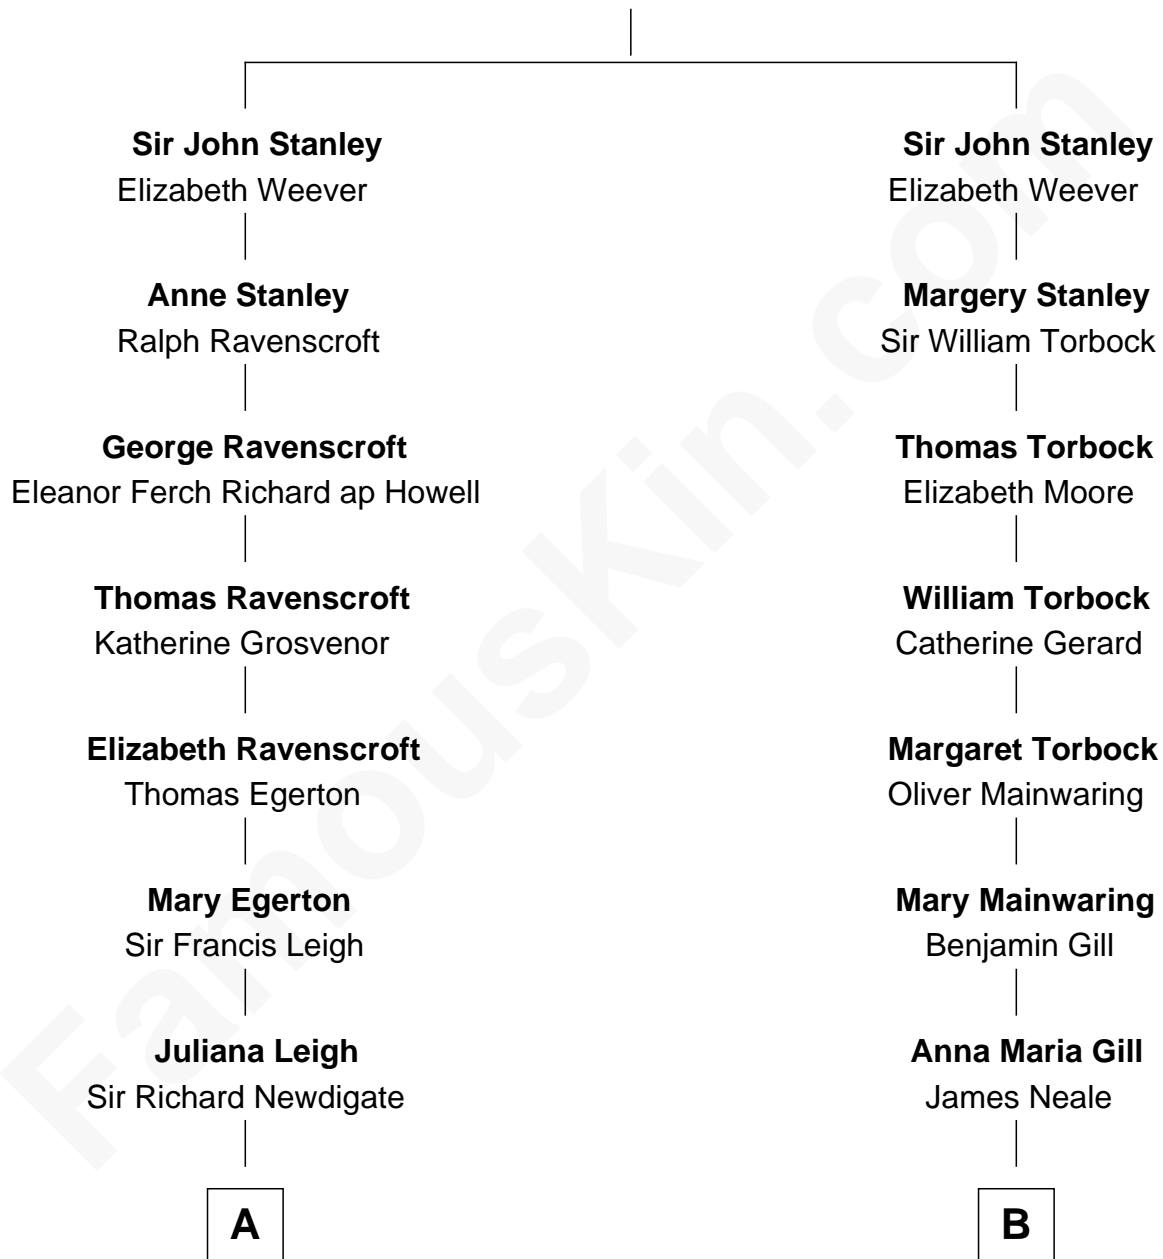 Sir John Stanley
Elizabeth Weever
Anne Stanley
Ralph Ravenscroft
George Ravenscroft
Eleanor Ferch Richard ap Howell
Thomas Ravenscroft
Katherine Grosvenor
Elizabeth Ravenscroft
Thomas Egerton
Mary Egerton
Sir Francis Leigh
Juliana Leigh
Sir Richard Newdigate
A
Sir John Stanley
Elizabeth Weever
Margery Stanley
Sir William Torbock
Thomas Torbock
Elizabeth Moore
William Torbock
Catherine Gerard
Margaret Torbock
Oliver Mainwaring
Mary Mainwaring
Benjamin Gill
Anna Maria Gill
James Neale
B
FamousKin.com